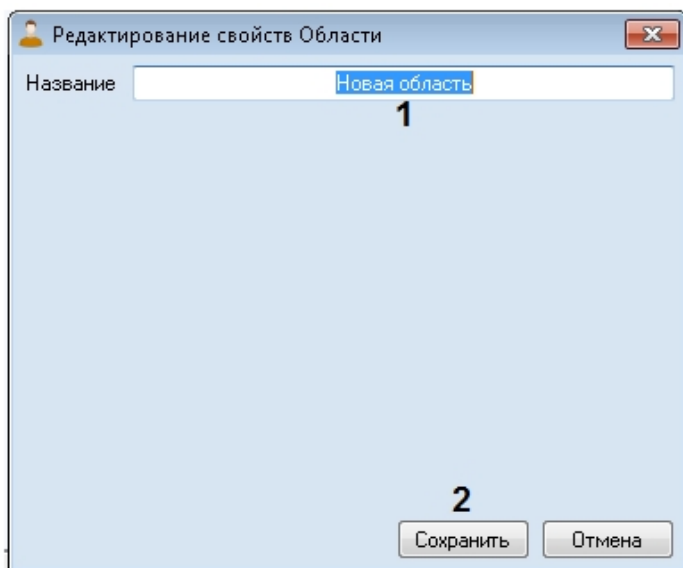 Редактирование свойств Области
Название Новая область
1
2
Сохранить Отмена